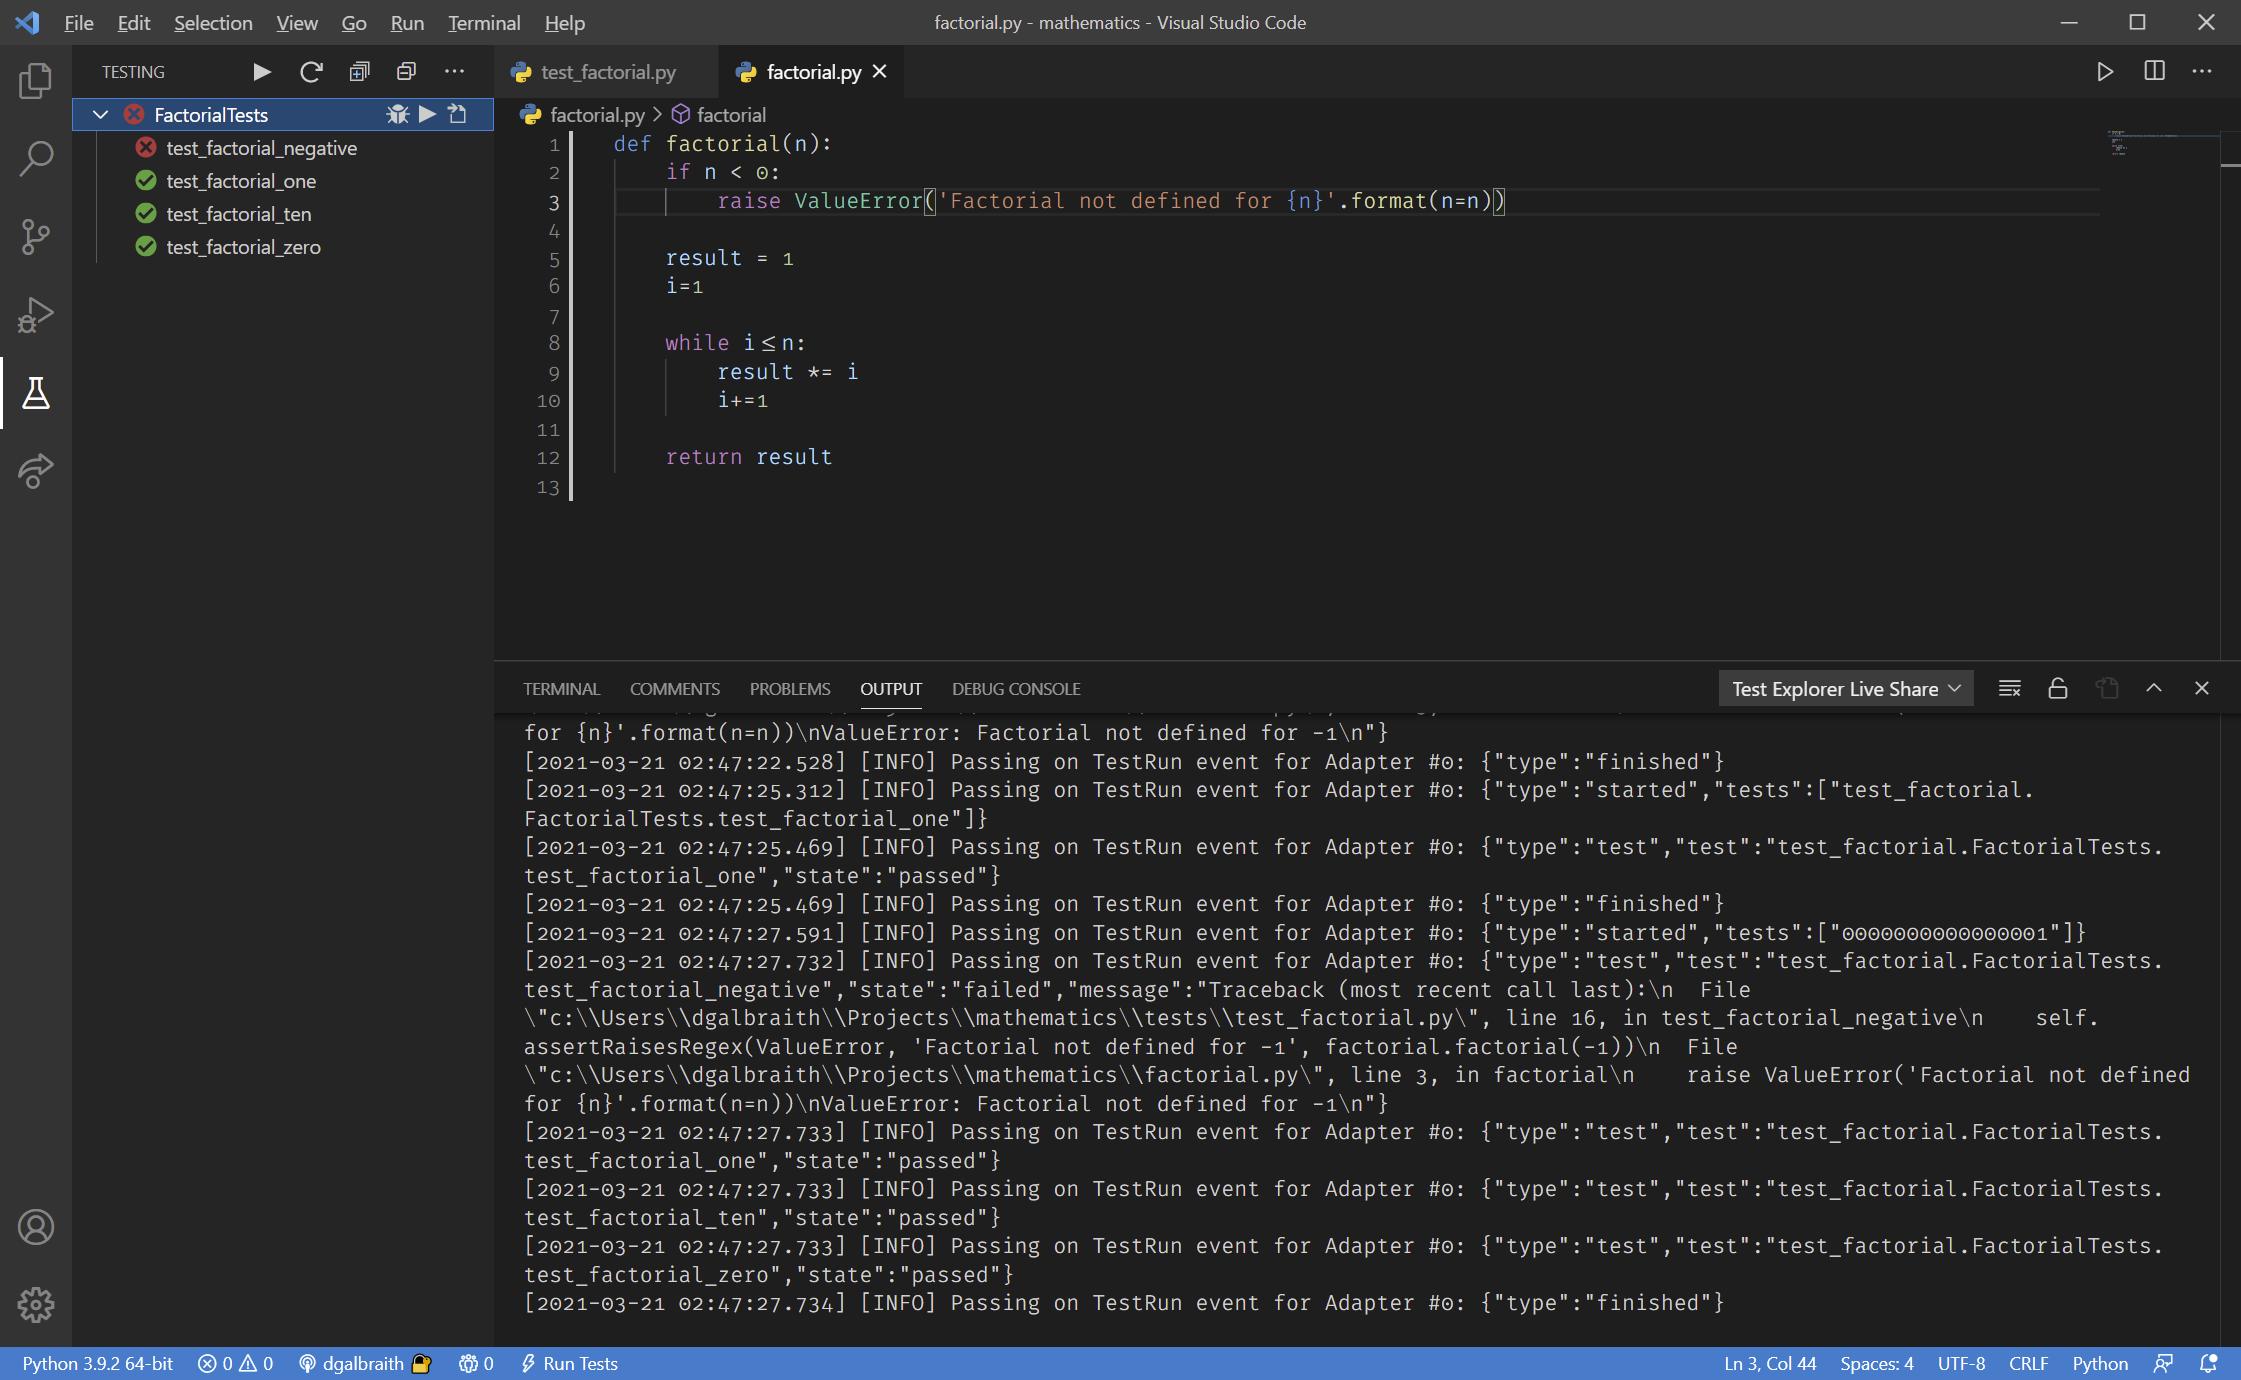 File Edit Selection View Go Run Terminal Help
factorial.py - mathematics - Visual Studio Code
TESTING
FactorialTests
test_factorial_negative
test_factorial_one
test_factorial_ten
test_factorial_zero
test_factorial.py
factorial.py
factorial.py > factorial
1 def factorial(n):
2 if n < 0:
3 raise ValueError('Factorial not defined for {n}'.format(n=n))
4
5 result = 1
6 i=1
7
8 while i≤n:
9 result *= i
10 i+=1
11
12 return result
13
TERMINAL COMMENTS PROBLEMS OUTPUT DEBUG CONSOLE
Test Explorer Live Share
for {n}'.format(n=n))\nValueError: Factorial not defined for -1\n"}
[2021-03-21 02:47:22.528] [INFO] Passing on TestRun event for Adapter #0: {"type":"finished"}
[2021-03-21 02:47:25.312] [INFO] Passing on TestRun event for Adapter #0: {"type":"started","tests":["test_factorial.
FactorialTests.test_factorial_one"]}
[2021-03-21 02:47:25.469] [INFO] Passing on TestRun event for Adapter #0: {"type":"test","test":"test_factorial.FactorialTests.
test_factorial_one","state":"passed"}
[2021-03-21 02:47:25.469] [INFO] Passing on TestRun event for Adapter #0: {"type":"finished"}
[2021-03-21 02:47:27.591] [INFO] Passing on TestRun event for Adapter #0: {"type":"started","tests":["0000000000000001"]}
[2021-03-21 02:47:27.732] [INFO] Passing on TestRun event for Adapter #0: {"type":"test","test":"test_factorial.FactorialTests.
test_factorial_negative","state":"failed","message":"Traceback (most recent call last):\n  File
\"c:\\Users\\dgalbraith\\Projects\\mathematics\\tests\\test_factorial.py\", line 16, in test_factorial_negative\n    self.
assertRaisesRegex(ValueError, 'Factorial not defined for -1', factorial.factorial(-1))\n  File
\"c:\\Users\\dgalbraith\\Projects\\mathematics\\factorial.py\", line 3, in factorial\n    raise ValueError('Factorial not defined
for {n}'.format(n=n))\nValueError: Factorial not defined for -1\n"}
[2021-03-21 02:47:27.733] [INFO] Passing on TestRun event for Adapter #0: {"type":"test","test":"test_factorial.FactorialTests.
test_factorial_one","state":"passed"}
[2021-03-21 02:47:27.733] [INFO] Passing on TestRun event for Adapter #0: {"type":"test","test":"test_factorial.FactorialTests.
test_factorial_ten","state":"passed"}
[2021-03-21 02:47:27.733] [INFO] Passing on TestRun event for Adapter #0: {"type":"test","test":"test_factorial.FactorialTests.
test_factorial_zero","state":"passed"}
[2021-03-21 02:47:27.734] [INFO] Passing on TestRun event for Adapter #0: {"type":"finished"}
Python 3.9.2 64-bit 0 0 dgalbraith 0 Run Tests Ln 3, Col 44 Spaces: 4 UTF-8 CRLF Python